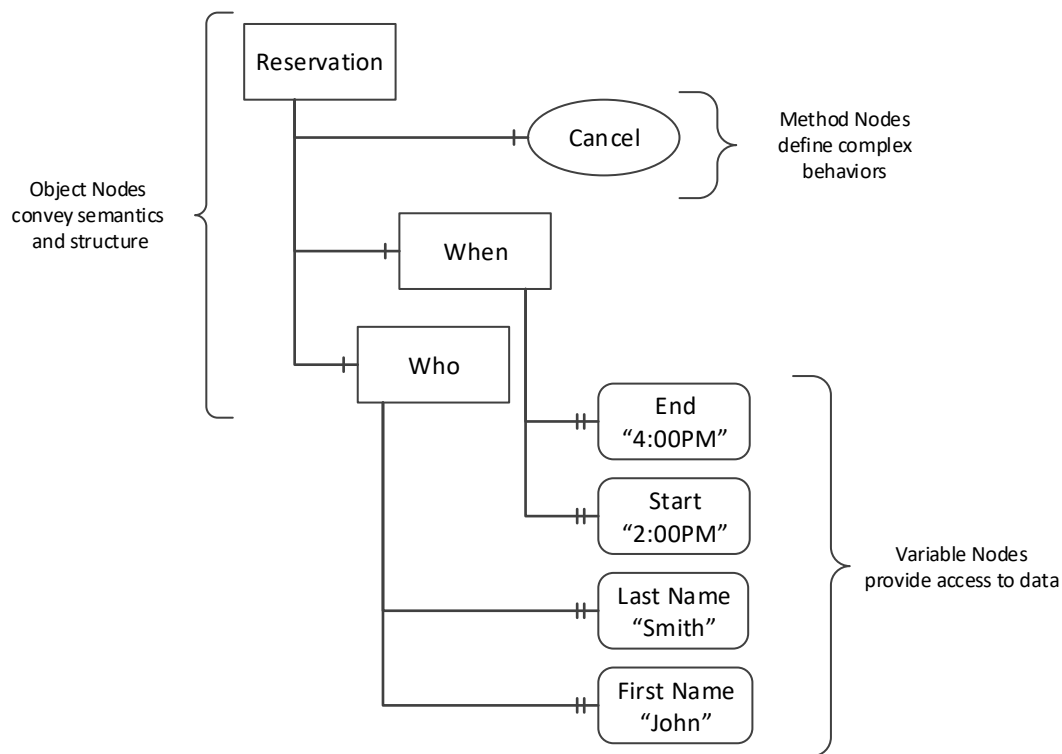 Reservation
Cancel
Method Nodes
define complex
behaviors
Object Nodes
convey semantics
and structure
When
Who
End
“4:00PM”
Start
“2:00PM”
Variable Nodes
provide access to data
Last Name
“Smith”
First Name
“John”